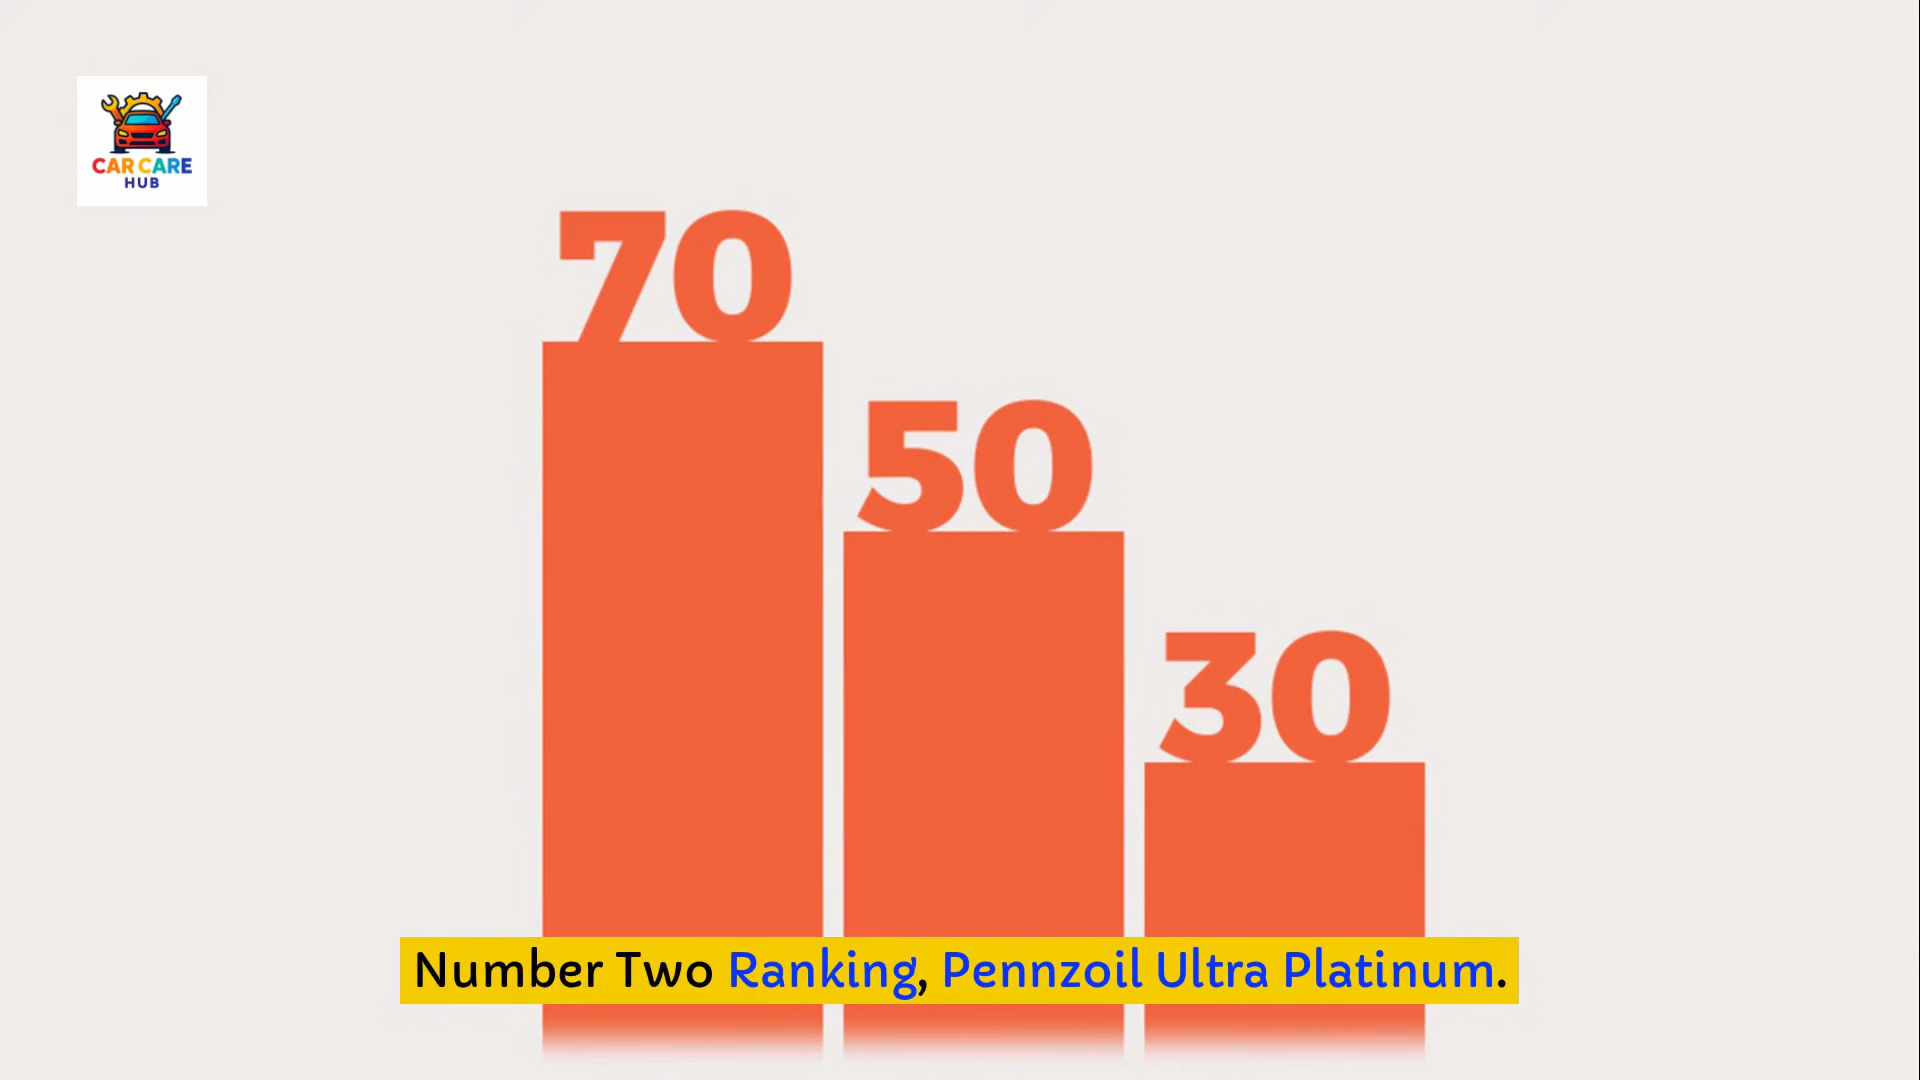 CAR CARE
HUB
70
50
30
Number Two Ranking, Pennzoil Ultra Platinum.